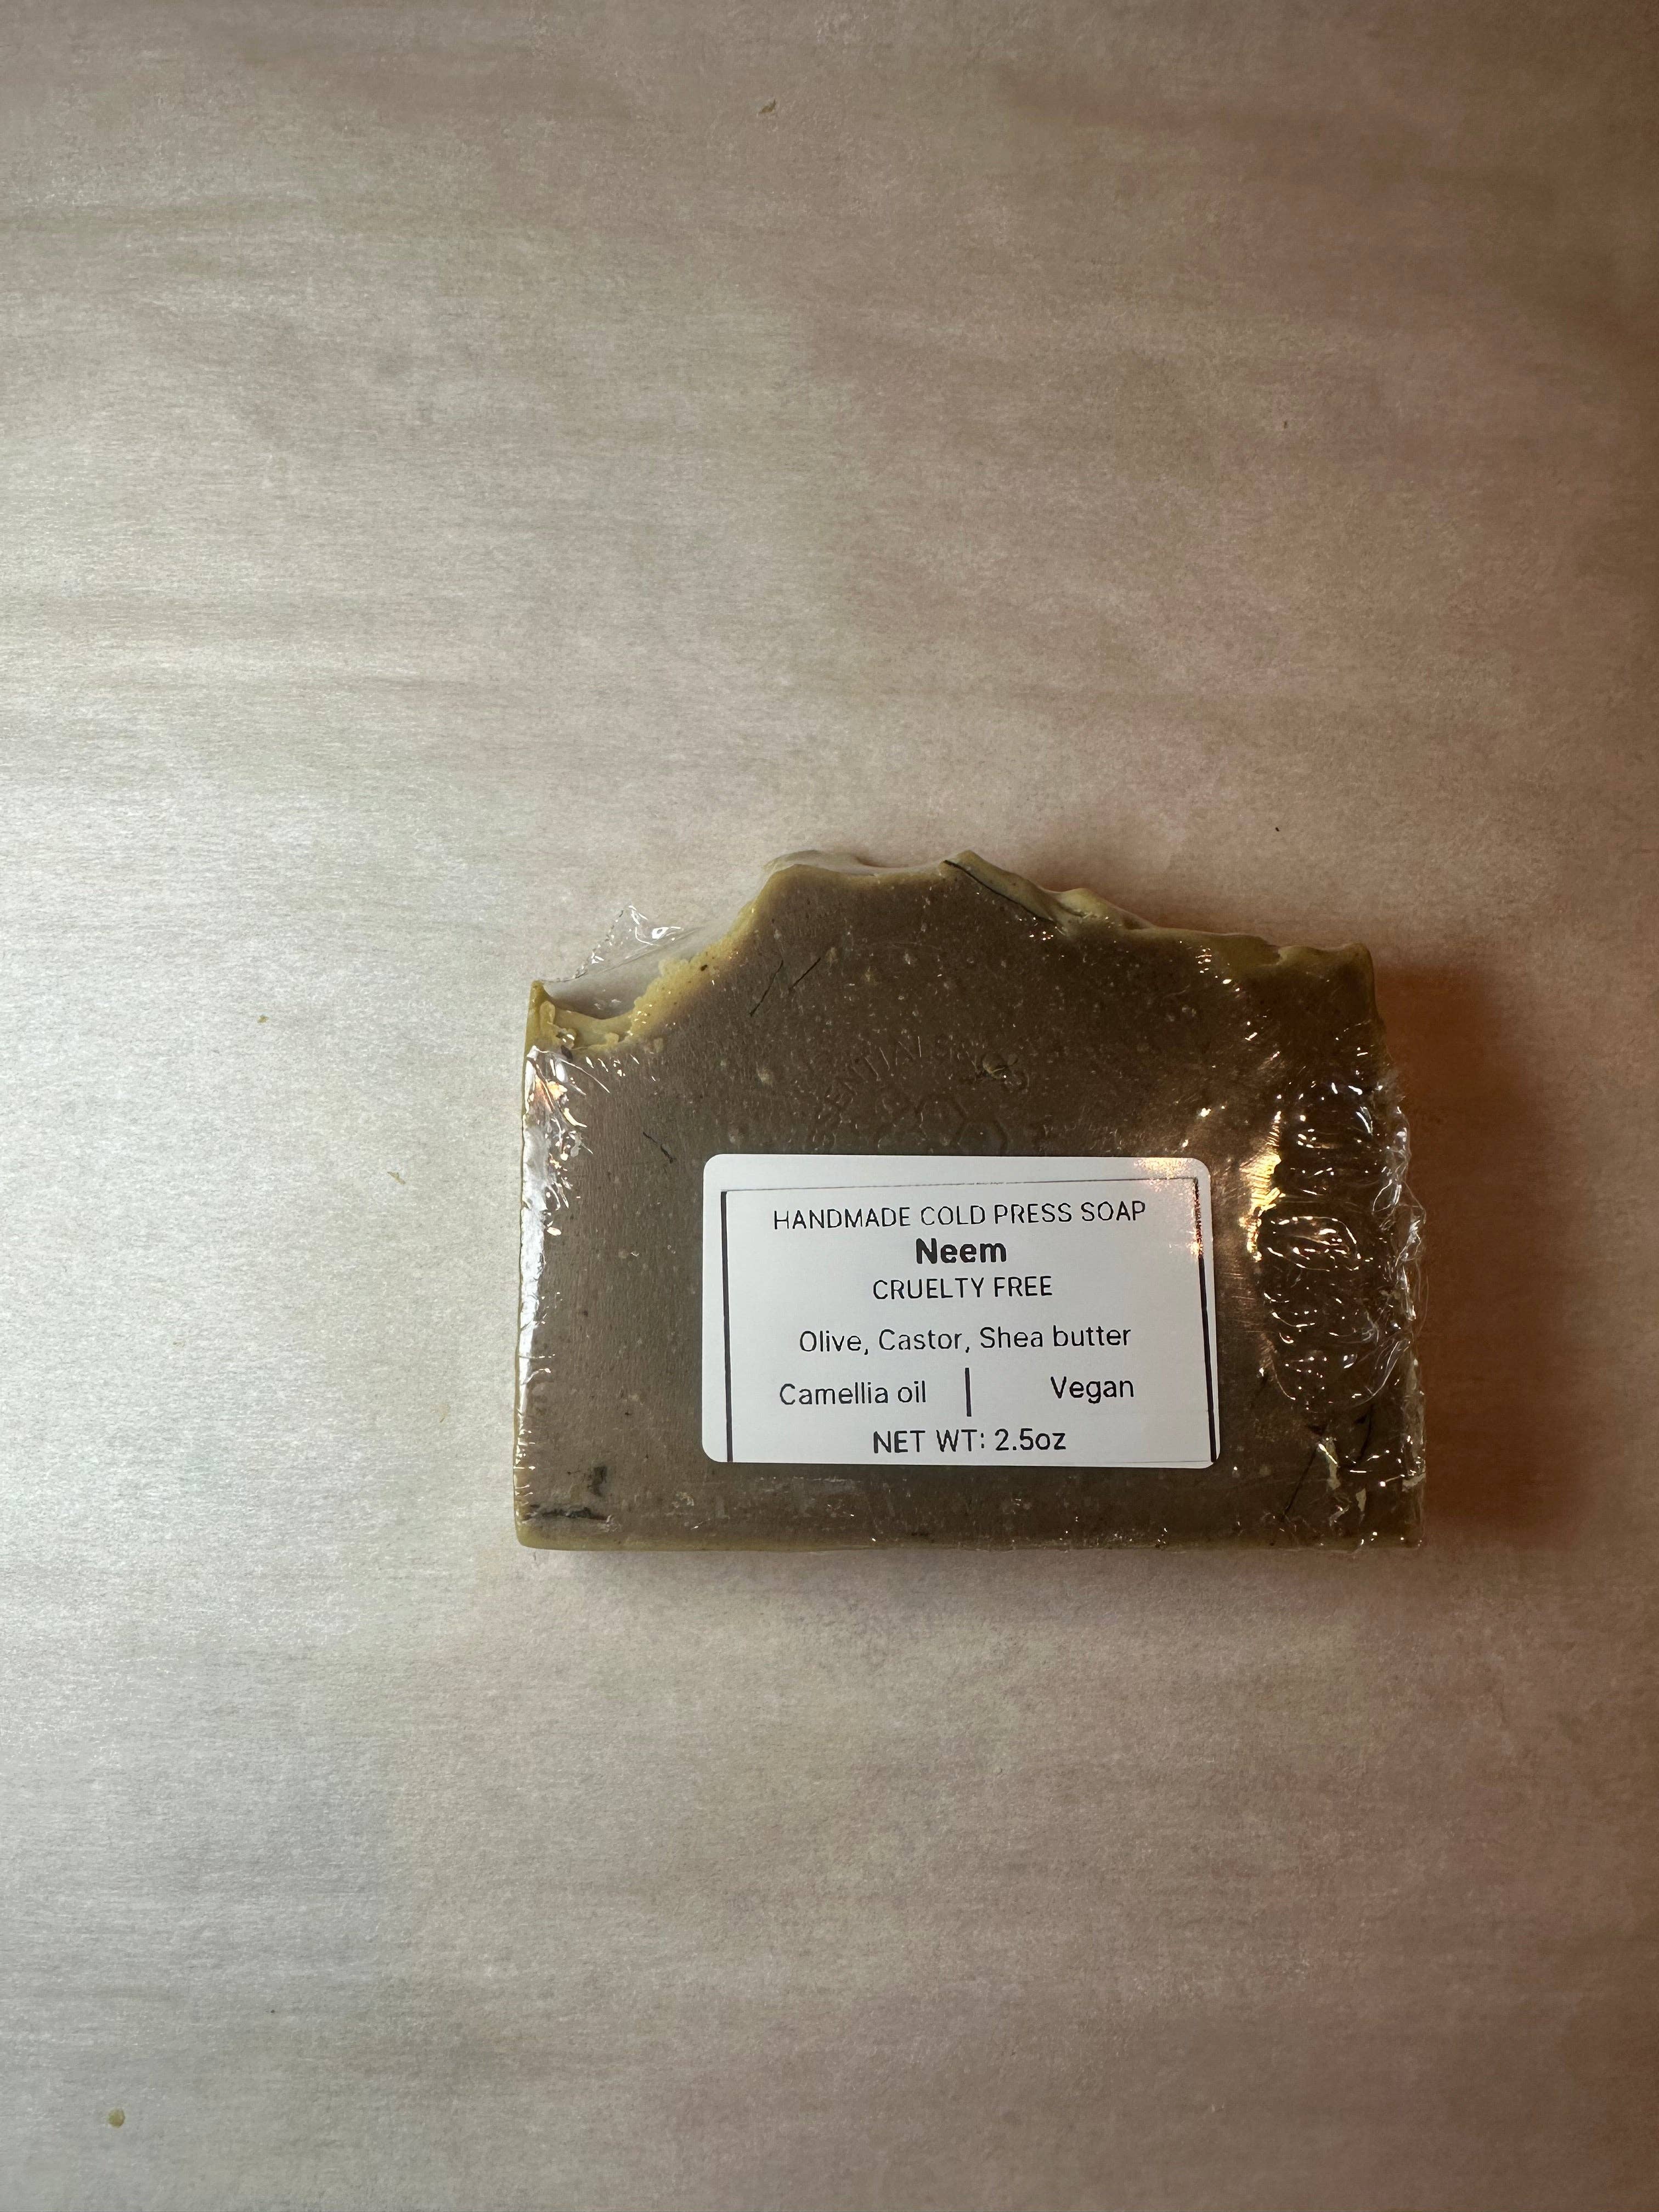 HANDMADE COLD PRESS SOAP
Neem
CRUELTY FREE
Olive, Castor, Shea butter
Camellia oil | Vegan
NET WT: 2.5oz